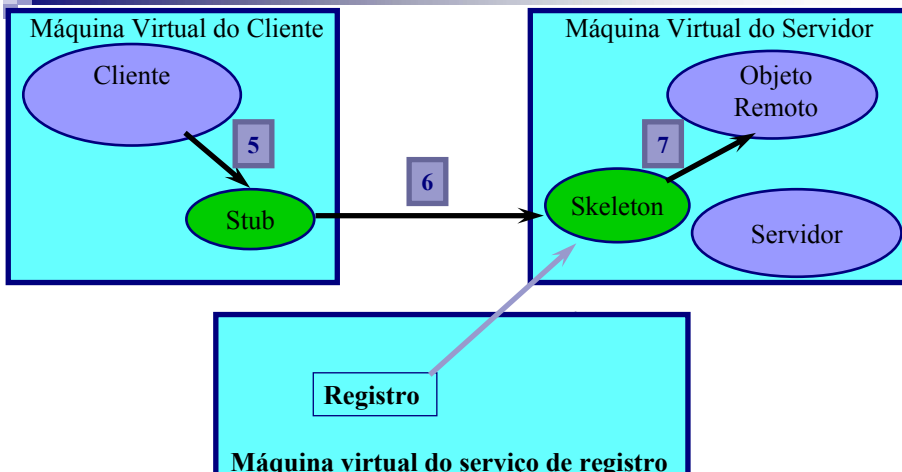 Máquina Virtual do Cliente
Cliente
5
Stub
6
Máquina Virtual do Servidor
Objeto
Remoto
7
Skeleton
Servidor
Registro
Máquina virtual do serviço de registro